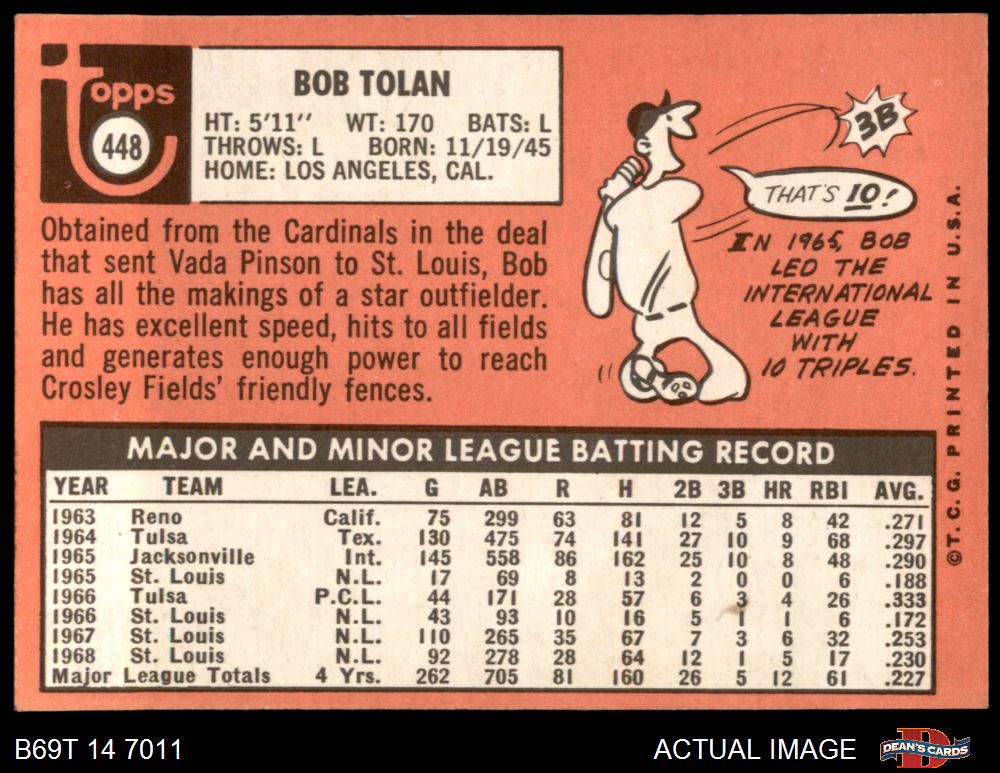 topps
448
BOB TOLAN
HT: 5'11" WT: 170 BATS: L
THROWS: L BORN: 11/19/45
HOME: LOS ANGELES, CAL.
Obtained from the Cardinals in the deal
that sent Vada Pinson to St. Louis, Bob
has all the makings of a star outfielder.
He has excellent speed, hits to all fields
and generates enough power to reach
Crosley Fields' friendly fences.
3B
THAT'S 10!
IN 1965, BOB
LED THE
INTERNATIONAL
LEAGUE
WITH
10 TRIPLES.
©T.C.G. PRINTED IN U.S.A.
MAJOR AND MINOR LEAGUE BATTING RECORD
YEAR TEAM LEA. G AB R H 2B 3B HR RBI AVG.
1963 Reno Calif. 75 299 63 81 12 5 8 42 .271
1964 Tulsa Tex. 130 475 74 141 27 10 9 68 .297
1965 Jacksonville Int. 145 558 86 162 25 10 8 48 .290
1965 St. Louis N.L. 17 69 8 13 2 0 0 6 .188
1966 Tulsa P.C.L. 44 171 28 57 6 3 4 26 .333
1966 St. Louis N.L. 43 93 10 16 5 1 1 6 .172
1967 St. Louis N.L. 110 265 35 67 7 3 6 32 .253
1968 St. Louis N.L. 92 278 28 64 12 1 5 17 .230
Major League Totals 4 Yrs. 262 705 81 160 26 5 12 61 .227
B69T 14 7011
ACTUAL IMAGE
DEAN'S CARDS